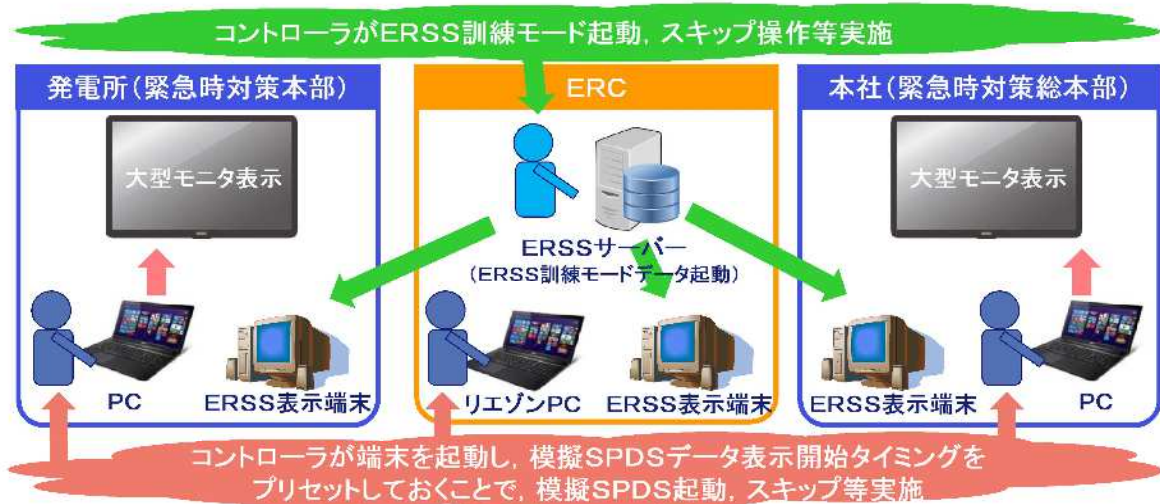 コントローラがERSS訓練モード起動，スキップ操作等実施
発電所（緊急時対策本部）
大型モニタ表示
PC
ERSS表示端末
ERC
ERSSサーバー
（ERSS訓練モードデータ起動）
リエゾンPC
ERSS表示端末
本社（緊急時対策総本部）
大型モニタ表示
ERSS表示端末
PC
コントローラが端末を起動し，模擬SPDSデータ表示開始タイミングを
プリセットしておくことで，模擬SPDS起動，スキップ等実施